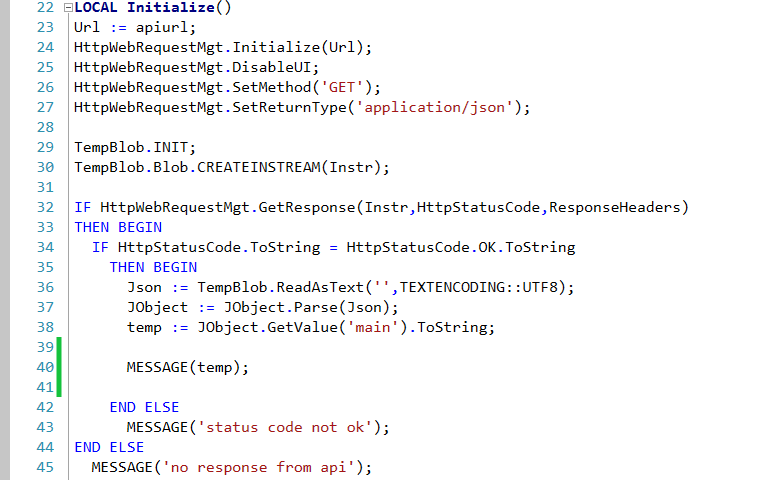 22 LOCAL Initialize()
23 Url := apiurl;
24 HttpWebRequestMgt.Initialize(Url);
25 HttpWebRequestMgt.DisableUI;
26 HttpWebRequestMgt.SetMethod('GET');
27 HttpWebRequestMgt.SetReturnType('application/json');
28
29 TempBlob.INIT;
30 TempBlob.Blob.CREATEINSTREAM(Instr);
31
32 IF HttpWebRequestMgt.GetResponse(Instr,HttpStatusCode,ResponseHeaders)
33 THEN BEGIN
34   IF HttpStatusCode.ToString = HttpStatusCode.OK.ToString
35     THEN BEGIN
36       Json := TempBlob.ReadAsText('',TEXTENCODING::UTF8);
37       JObject := JObject.Parse(Json);
38       temp := JObject.GetValue('main').ToString;
39
40       MESSAGE(temp);
41
42     END ELSE
43       MESSAGE('status code not ok');
44 END ELSE
45   MESSAGE('no response from api');